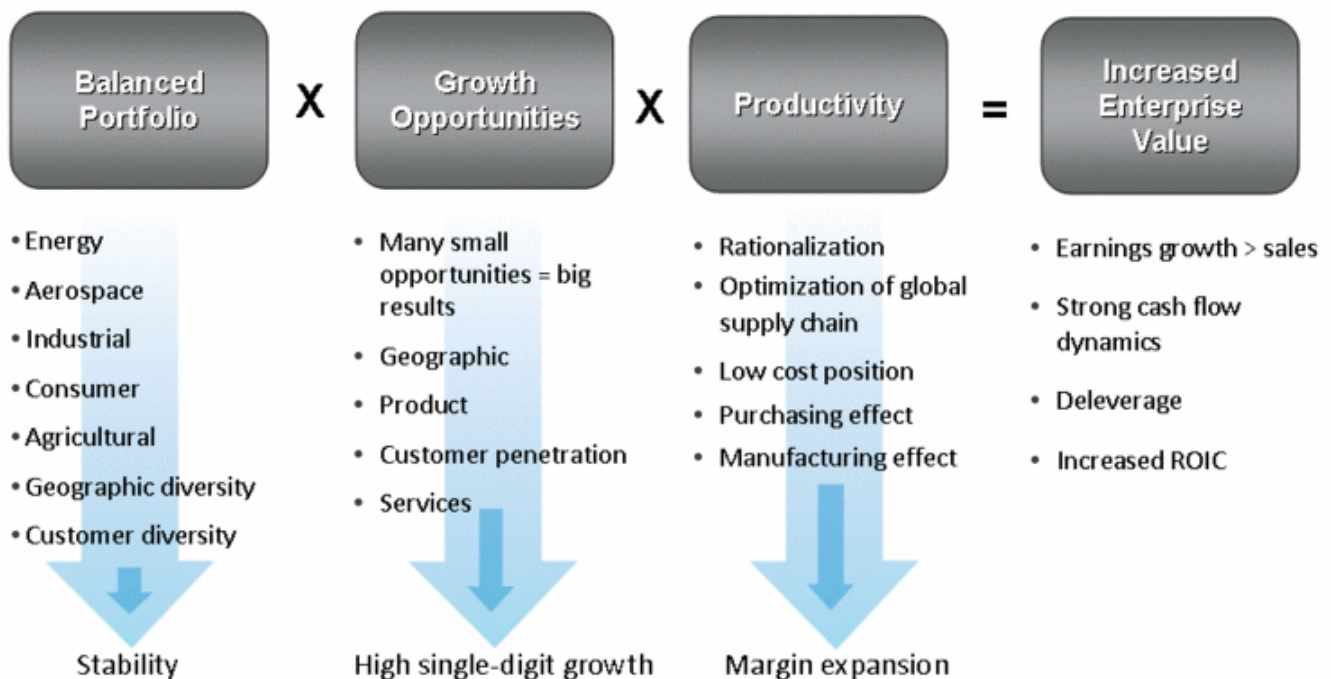 Balanced
Portfolio
X
Growth
Opportunities
X
Productivity
=
Increased
Enterprise
Value
• Energy
• Aerospace
• Industrial
• Consumer
• Agricultural
• Geographic diversity
• Customer diversity
Stability
• Many small
opportunities = big
results
• Geographic
• Product
• Customer penetration
• Services
High single-digit growth
• Rationalization
• Optimization of global
supply chain
• Low cost position
• Purchasing effect
• Manufacturing effect
Margin expansion
• Earnings growth > sales
• Strong cash flow
dynamics
• Deleverage
• Increased ROIC